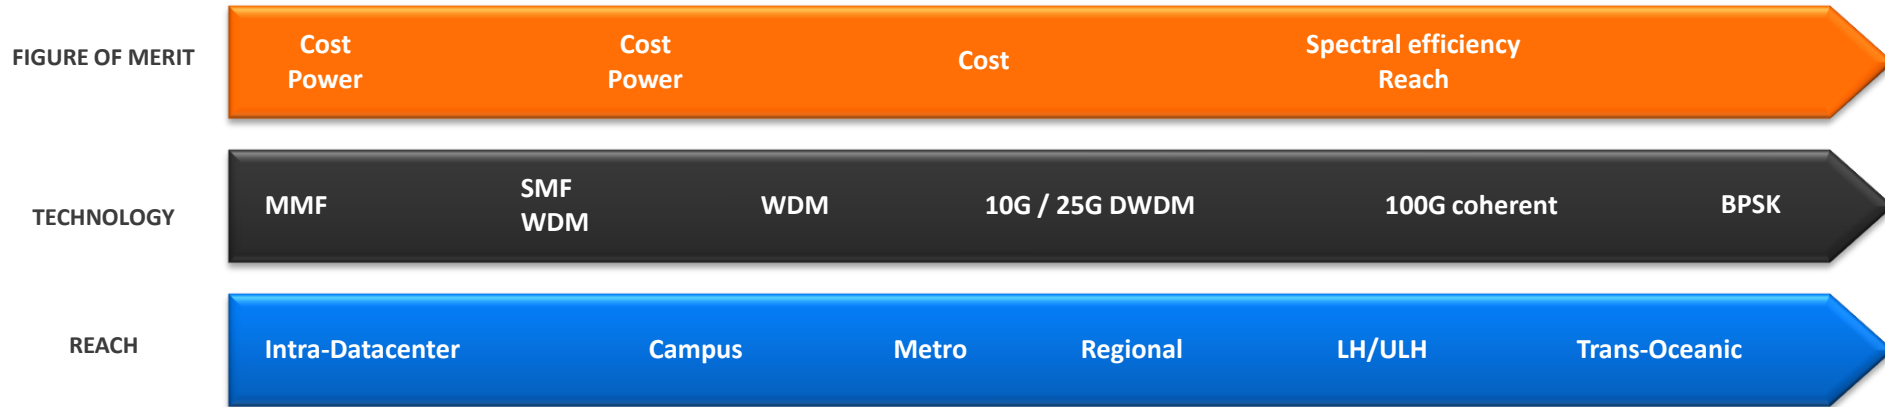 FIGURE OF MERIT
Cost
Power
Cost
Power
Cost
Spectral efficiency
Reach
TECHNOLOGY
MMF
SMF
WDM
WDM
10G / 25G DWDM
100G coherent
BPSK
REACH
Intra-Datacenter
Campus
Metro
Regional
LH/ULH
Trans-Oceanic